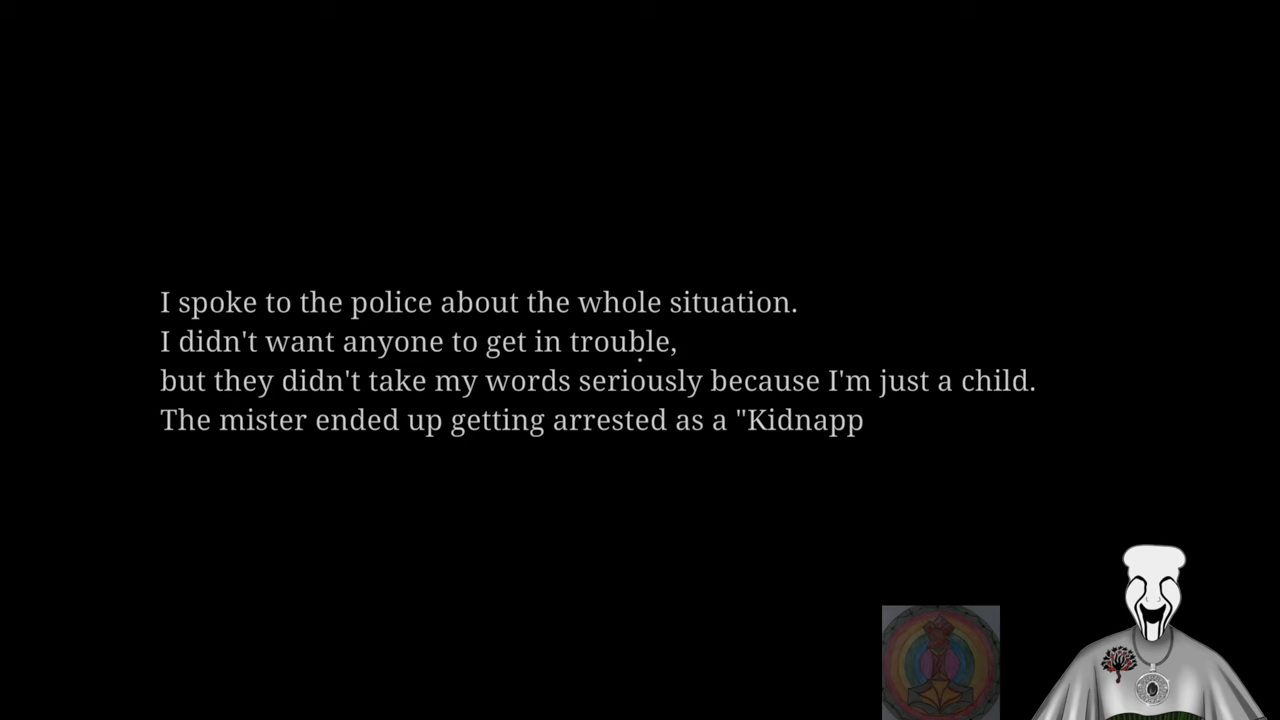 I spoke to the police about the whole situation.
I didn't want anyone to get in trouble,
but they didn't take my words seriously because I'm just a child.
The mister ended up getting arrested as a "Kidnapp